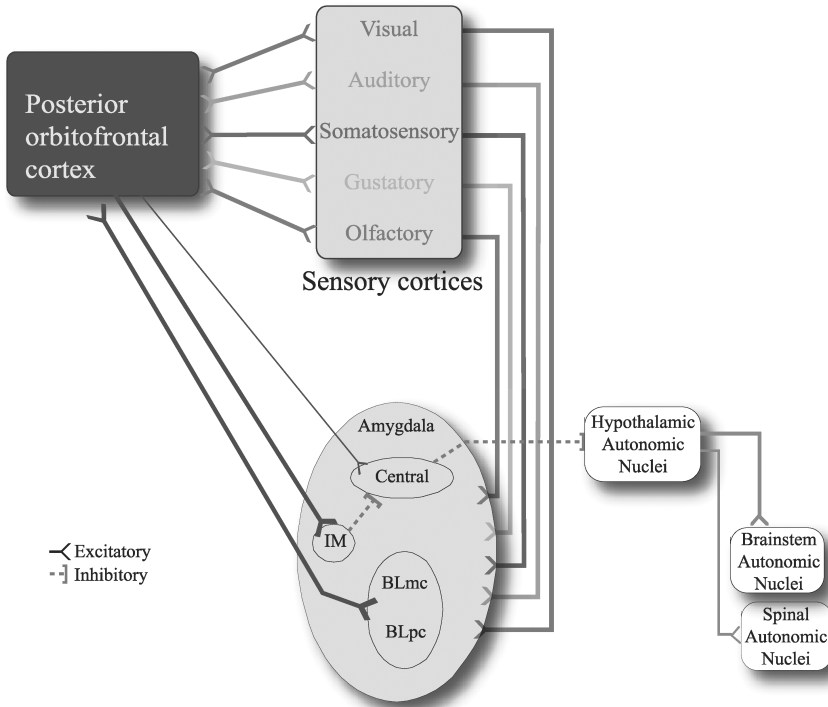 Visual
Auditory
Somatosensory
Gustatory
Olfactory
Posterior
orbitofrontal
cortex
Sensory cortices
Amygdala
Central
IM
BLmc
BLpc
Hypothalamic
Autonomic
Nuclei
Brainstem
Autonomic
Nuclei
Spinal
Autonomic
Nuclei
Excitatory
Inhibitory